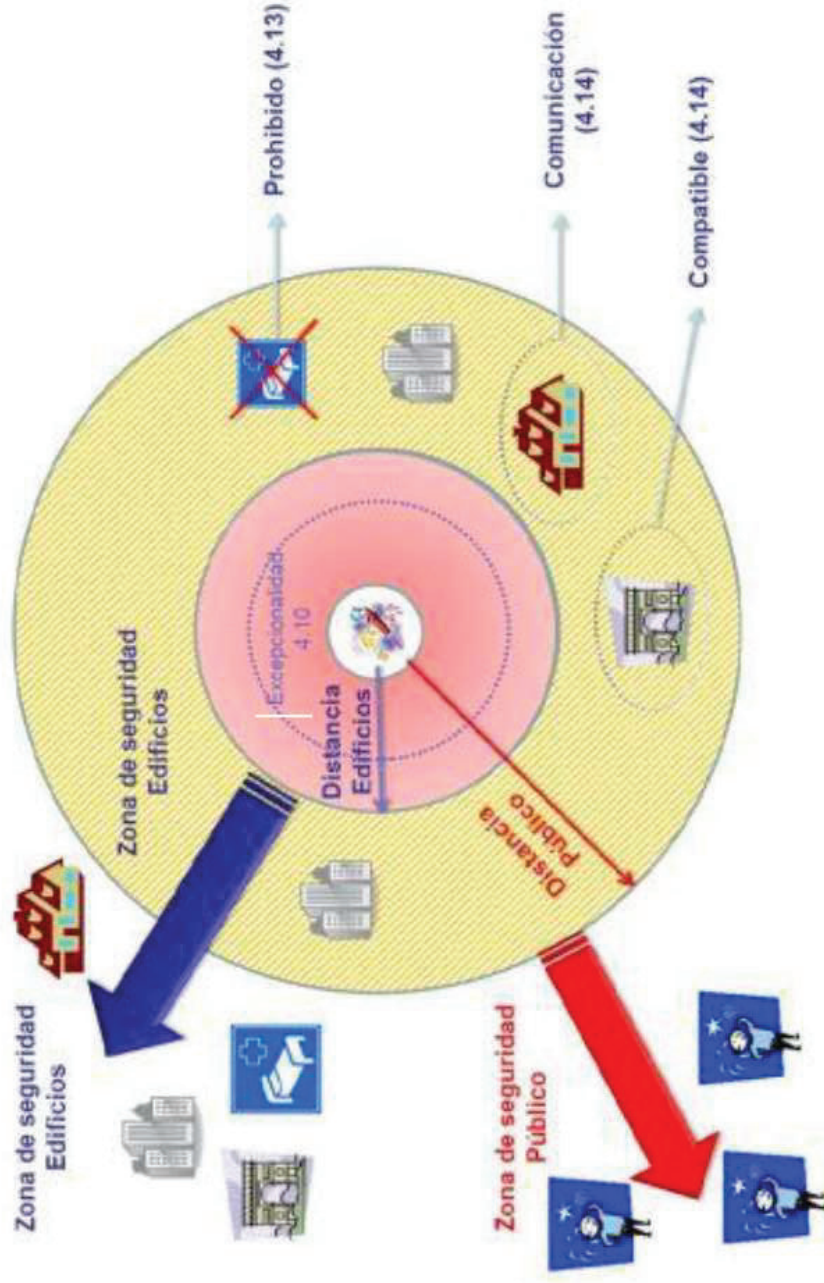 Zona de seguridad
Edificios
Zona de seguridad
Edificios
Prohibido (4.13)
Excepcionalidad
4.10
Distancia
Edificios
Comunicación
(4.14)
Distancia
Público
Compatible (4.14)
Zona de seguridad
Público